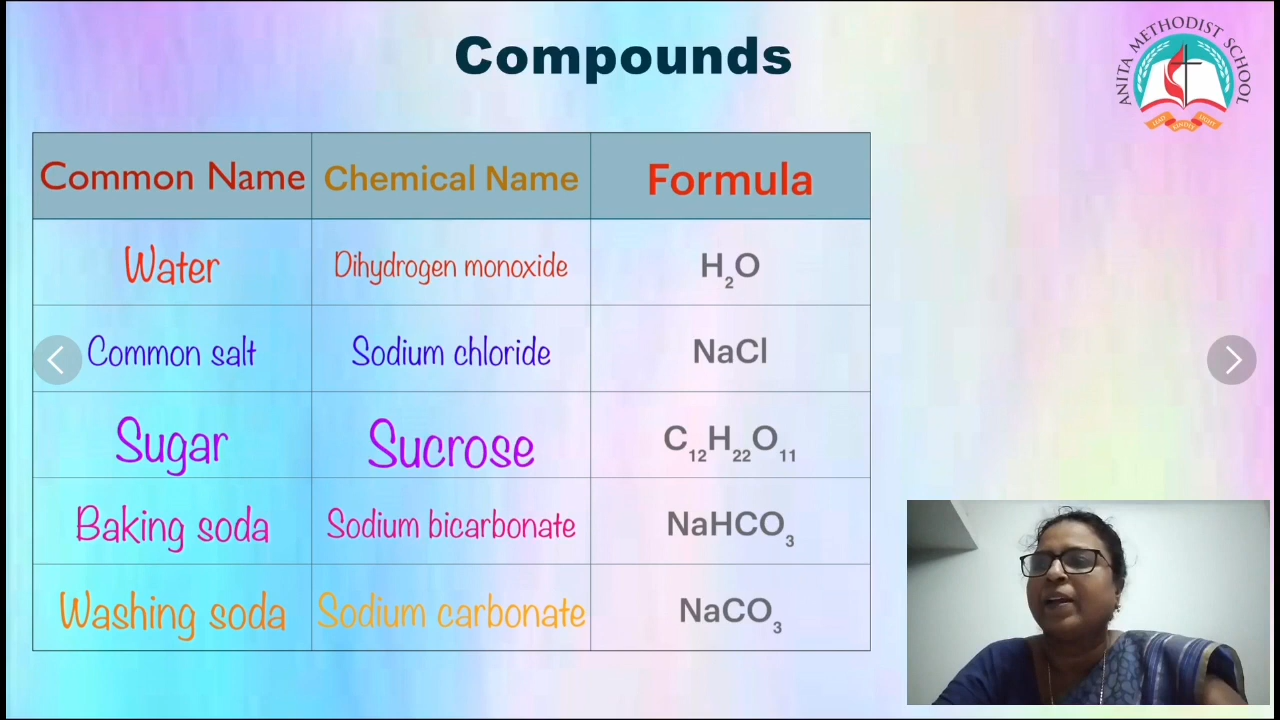 Compounds
ANITA METHODIST SCHOOL
Common Name Chemical Name Formula
Water Dihydrogen monoxide H₂O
Common salt Sodium chloride NaCl
Sugar Sucrose C₁₂H₂₂O₁₁
Baking soda Sodium bicarbonate NaHCO₃
Washing soda Sodium carbonate NaCO₃